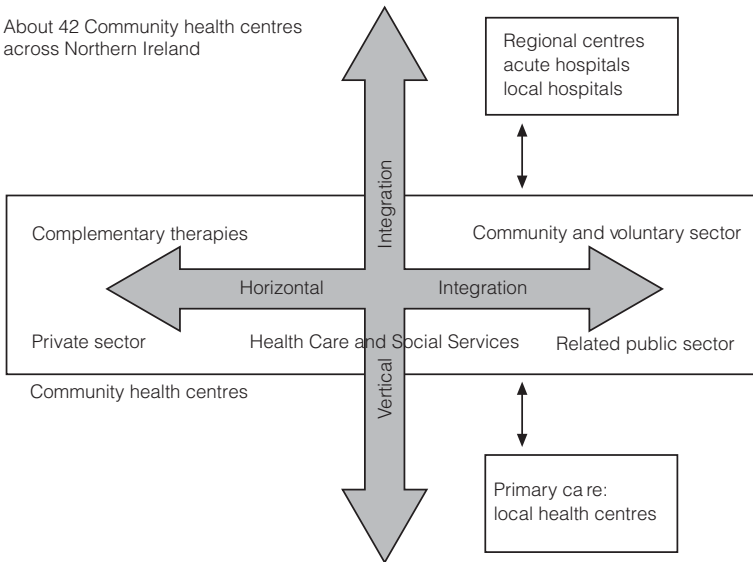 About 42 Community health centres
across Northern Ireland
Regional centres
acute hospitals
local hospitals
Integration
Complementary therapies
Community and voluntary sector
Horizontal
Integration
Private sector
Health Care and Social Services
Related public sector
Vertical
Community health centres
Primary care:
local health centres